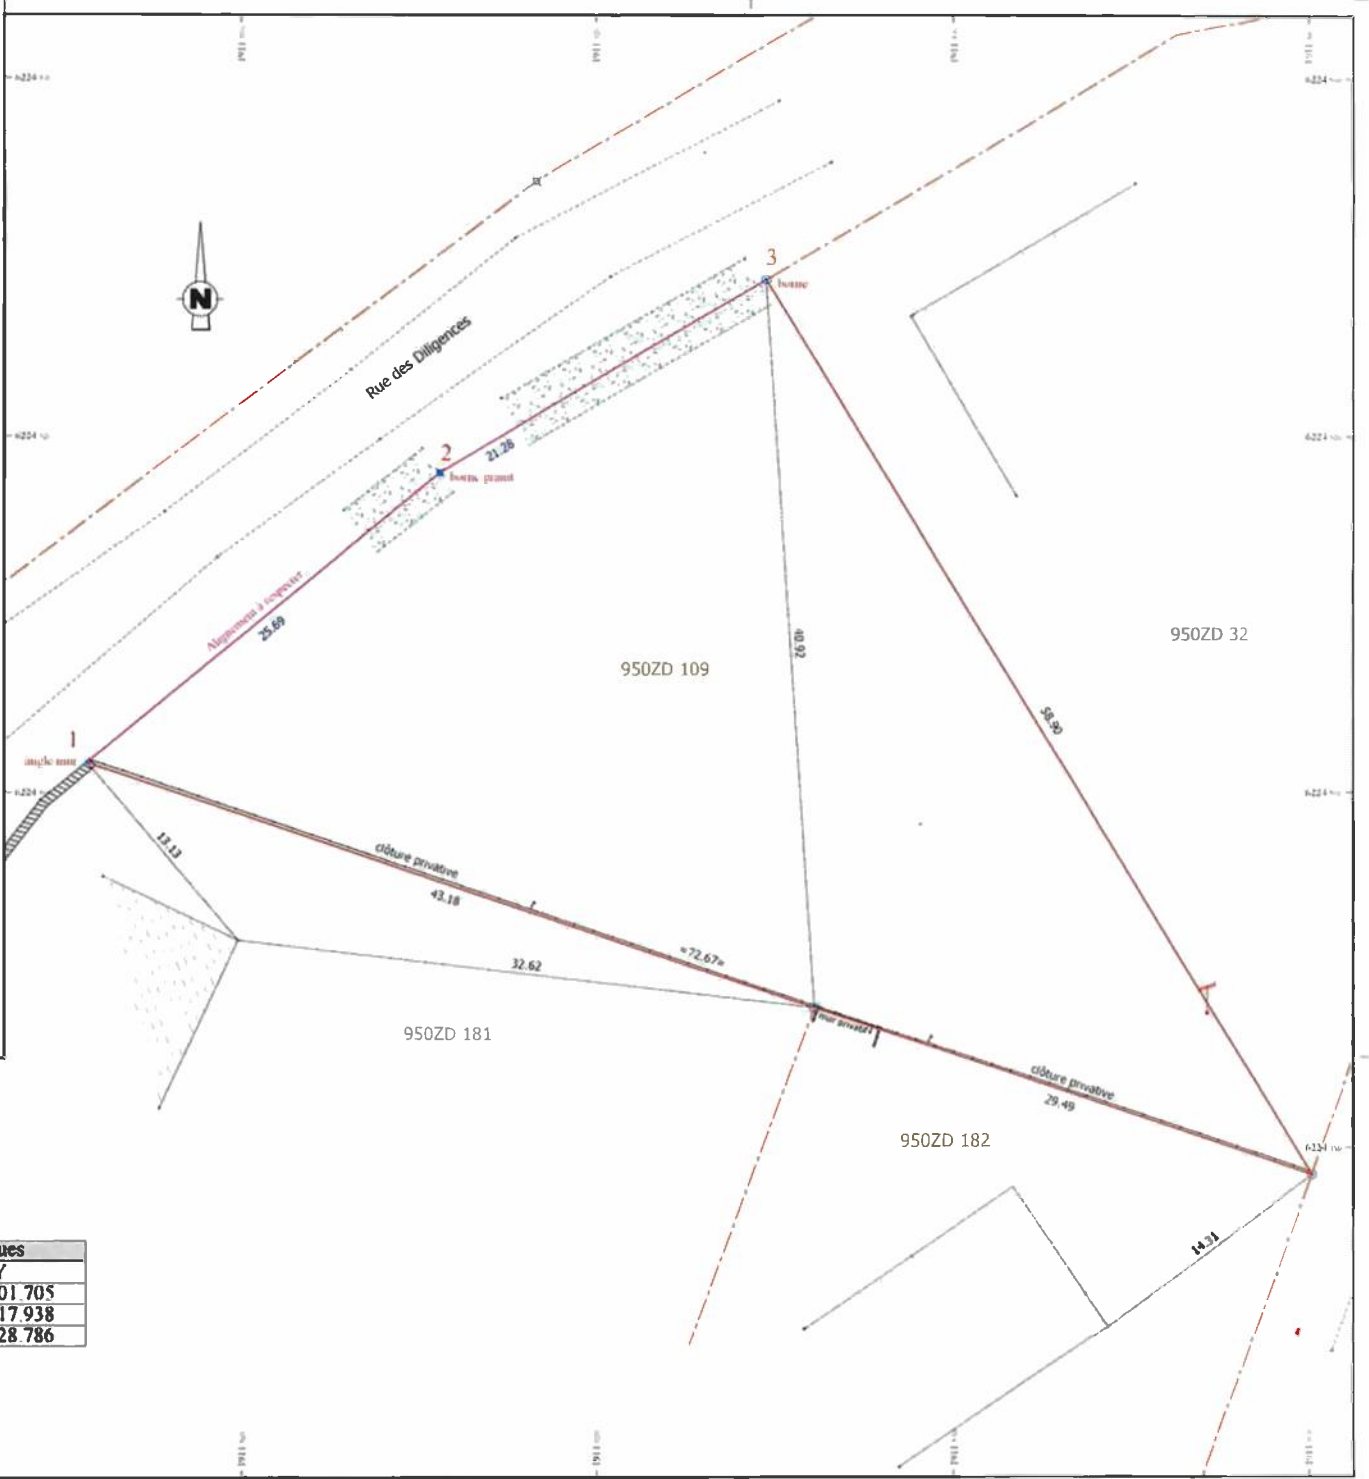 N
Rue des Diligences
3
borne
2
21.28
Alignement à respecter
25.69
40.92
950ZD 109
950ZD 32
58.90
1
angle mur
13.13
clôture privative
43.18
«72.67»
32.62
950ZD 181
mur privatif
clôture privative
29.49
950ZD 182
14.31
ues
Y
01.705
17.938
28.786